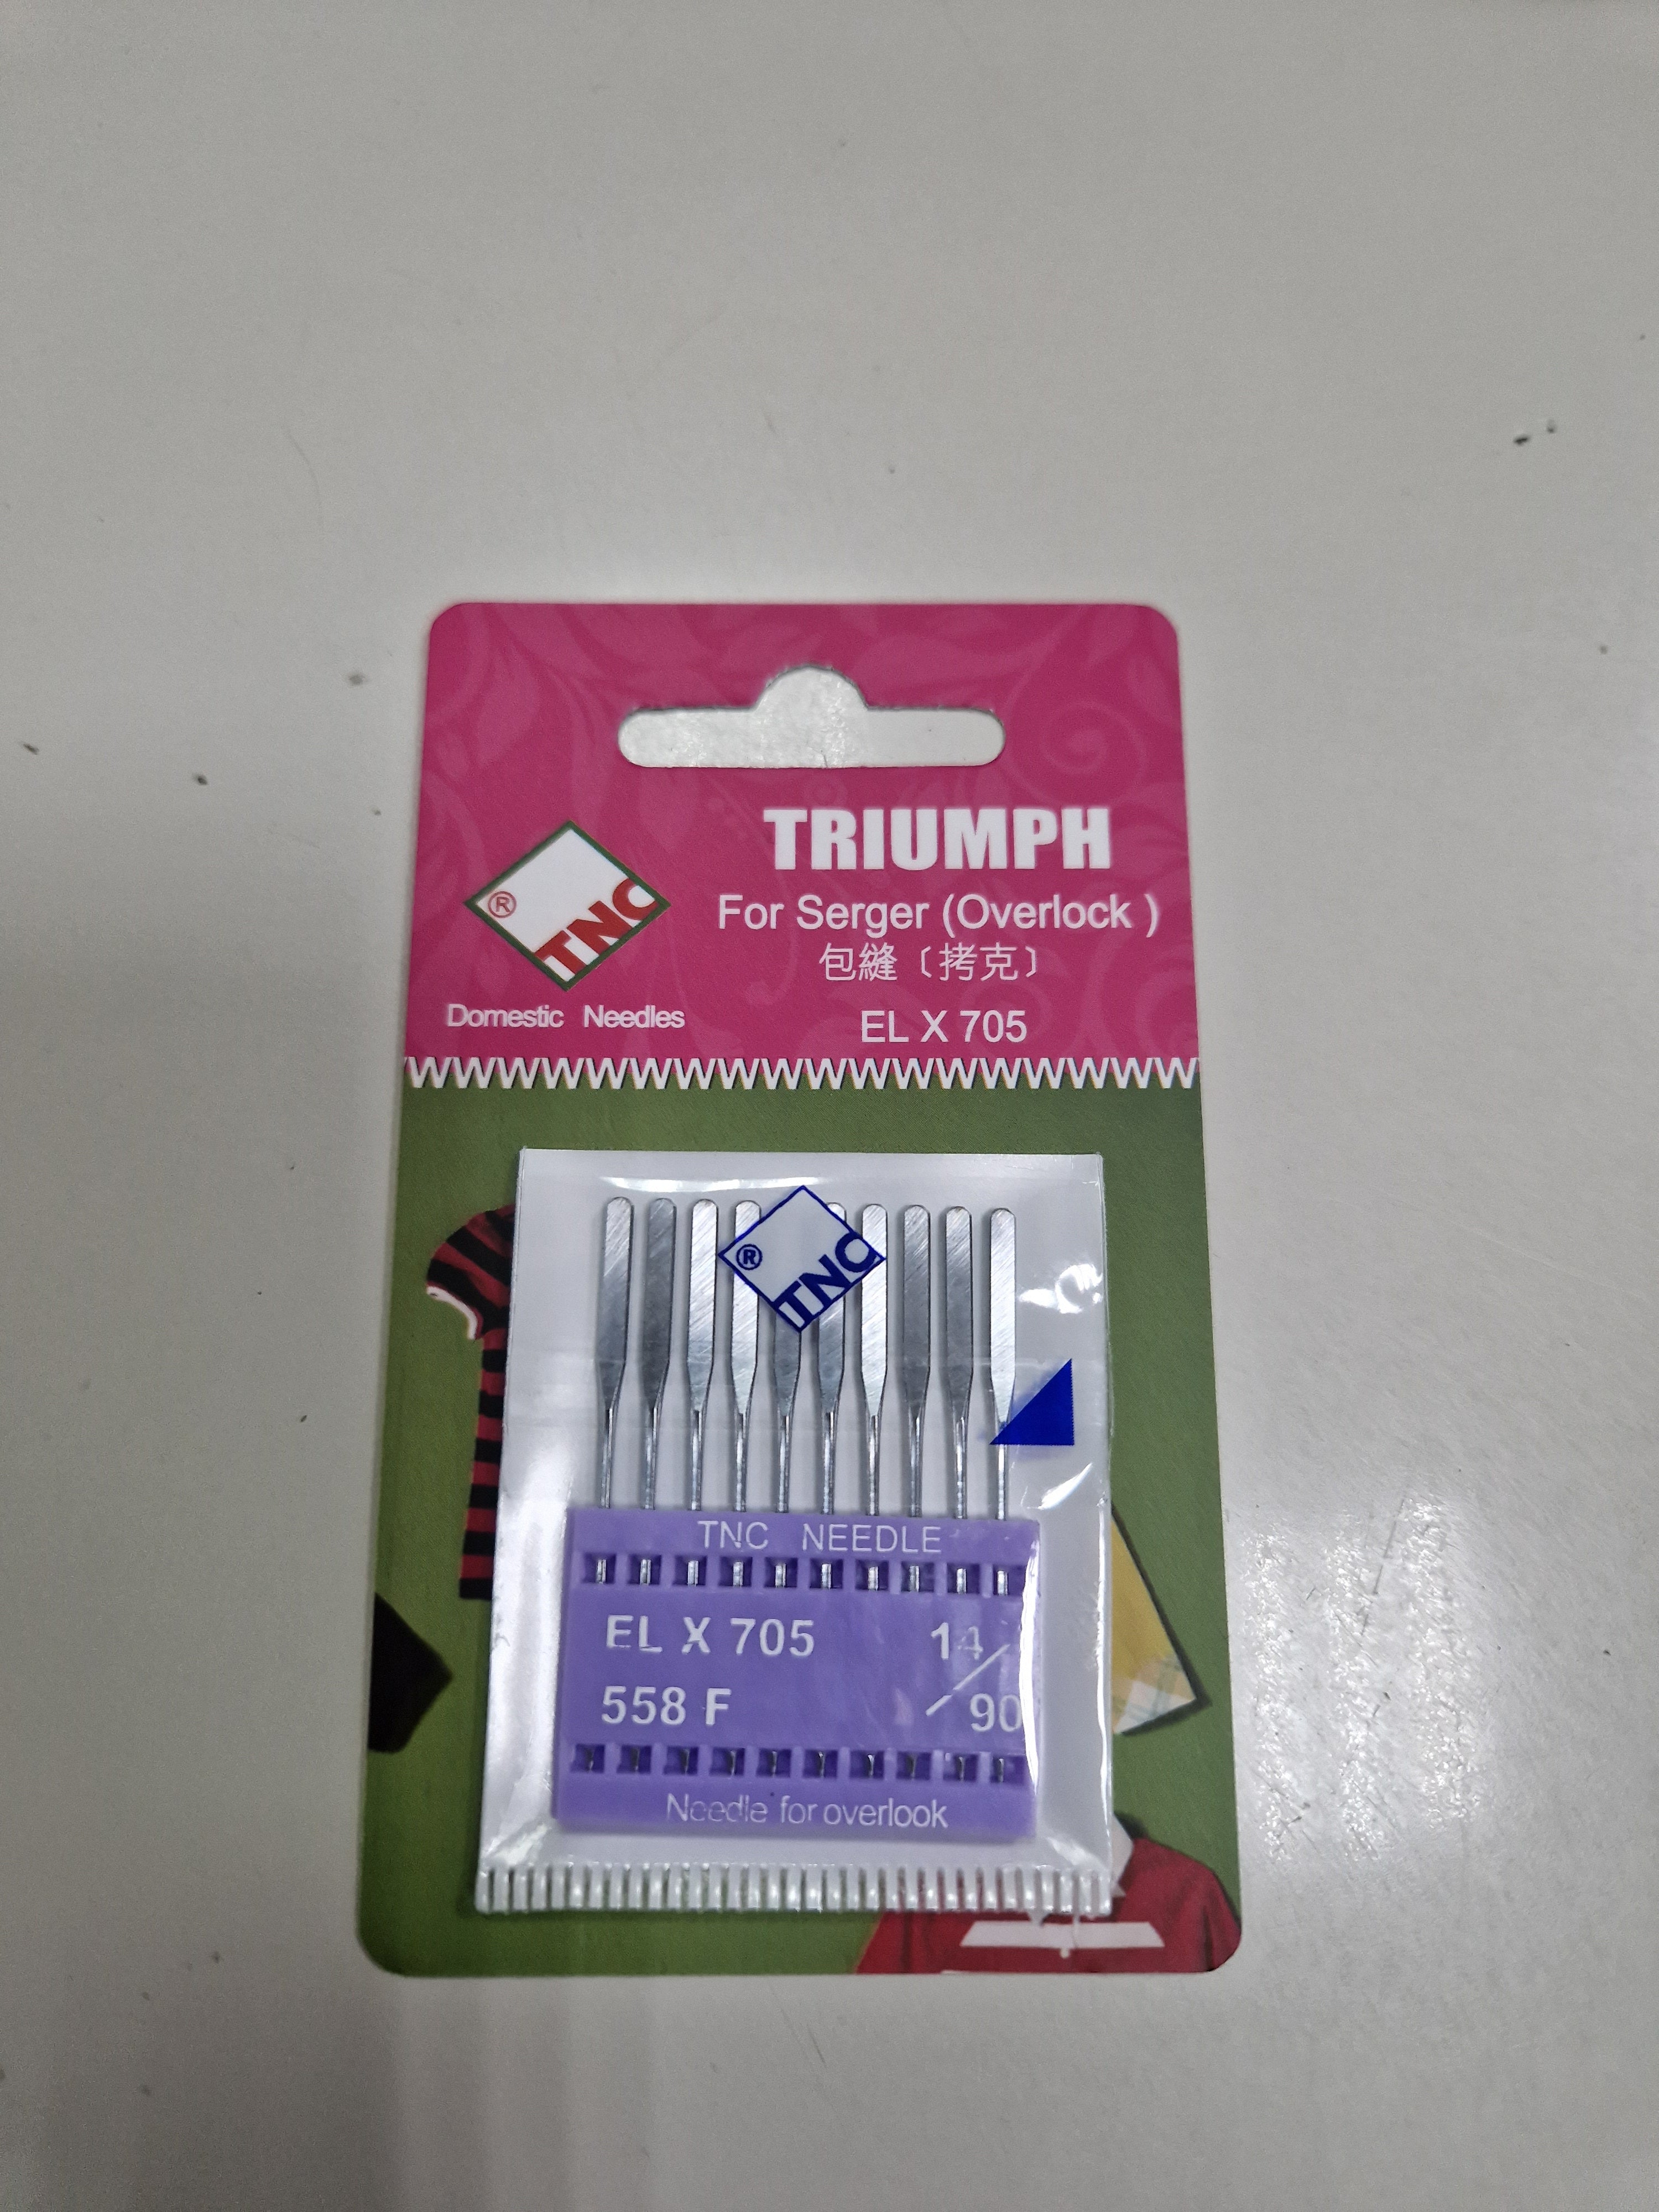 TRIUMPH
For Serger (Overlock )
包縫〔拷克〕
EL X 705
® TNC
Domestic Needles
® TNC
TNC NEEDLE
EL X 705
14/90
558 F
Needle for overlook